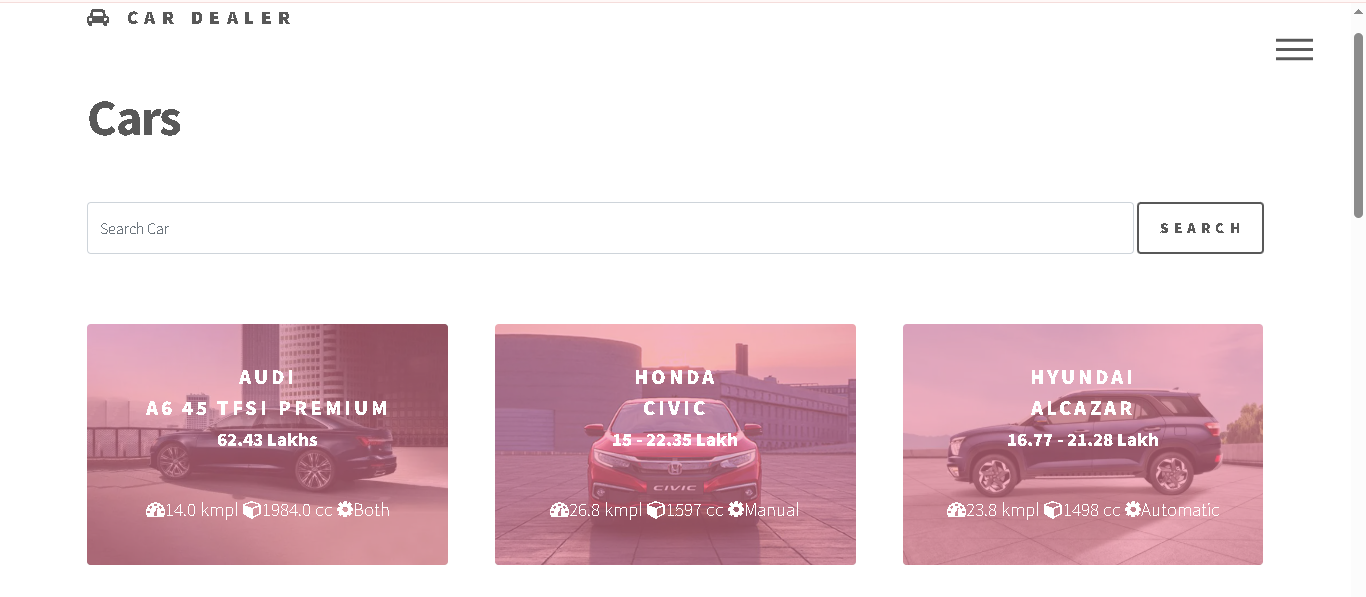 CAR DEALER
Cars
Search Car
SEARCH
AUDI
A6 45 TFSI PREMIUM
62.43 Lakhs
14.0 kmpl 1984.0 cc Both
HONDA
CIVIC
15 - 22.35 Lakh
CIVIC
26.8 kmpl 1597 cc Manual
HYUNDAI
ALCAZAR
16.77 - 21.28 Lakh
23.8 kmpl 1498 cc Automatic